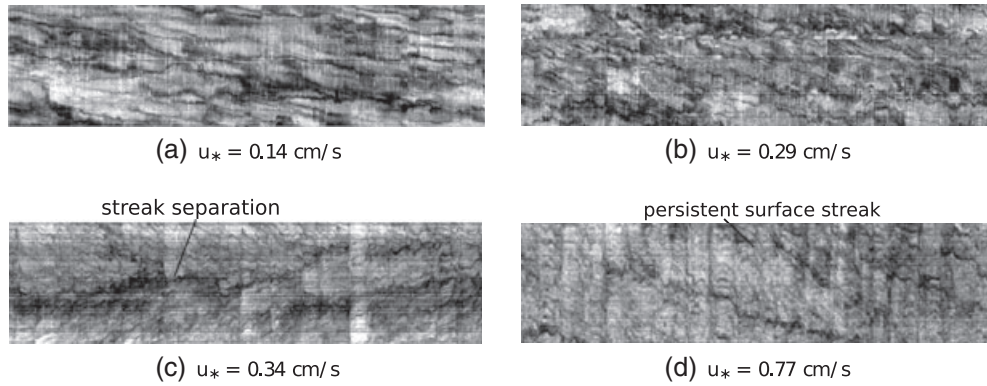 (a) u* = 0.14 cm/s
(b) u* = 0.29 cm/s
streak separation
persistent surface streak
(c) u* = 0.34 cm/s
(d) u* = 0.77 cm/s